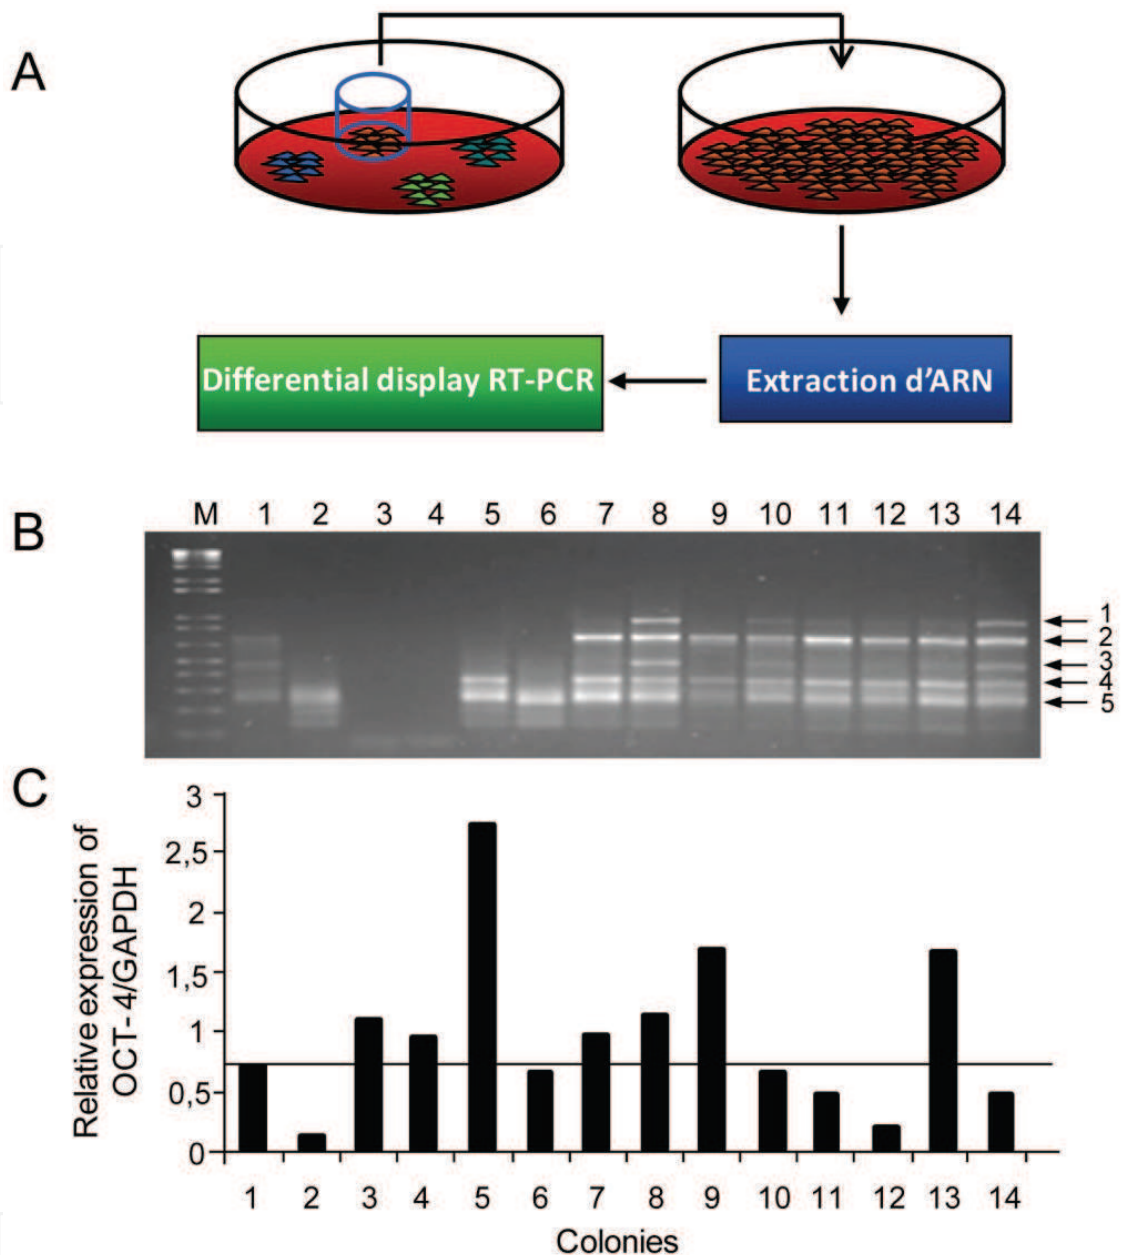 A
Differential display RT-PCR
Extraction d'ARN
B
M 1 2 3 4 5 6 7 8 9 10 11 12 13 14
1
2
3
4
5
C
Relative expression of
OCT-4/GAPDH
3
2,5
2
1,5
1
0,5
0
1 2 3 4 5 6 7 8 9 10 11 12 13 14
Colonies